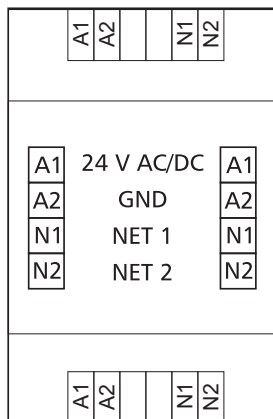 A1 A2 N1 N2
A1 24 V AC/DC A1
A2 GND A2
N1 NET 1 N1
N2 NET 2 N2
A1 A2 N1 N2